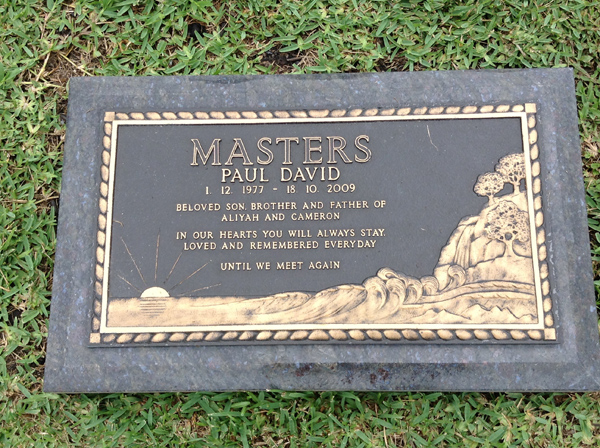 MASTERS
PAUL DAVID
1. 12. 1977 - 18. 10. 2009
BELOVED SON, BROTHER AND FATHER OF
ALIYAH AND CAMERON
IN OUR HEARTS YOU WILL ALWAYS STAY,
LOVED AND REMEMBERED EVERYDAY
UNTIL WE MEET AGAIN